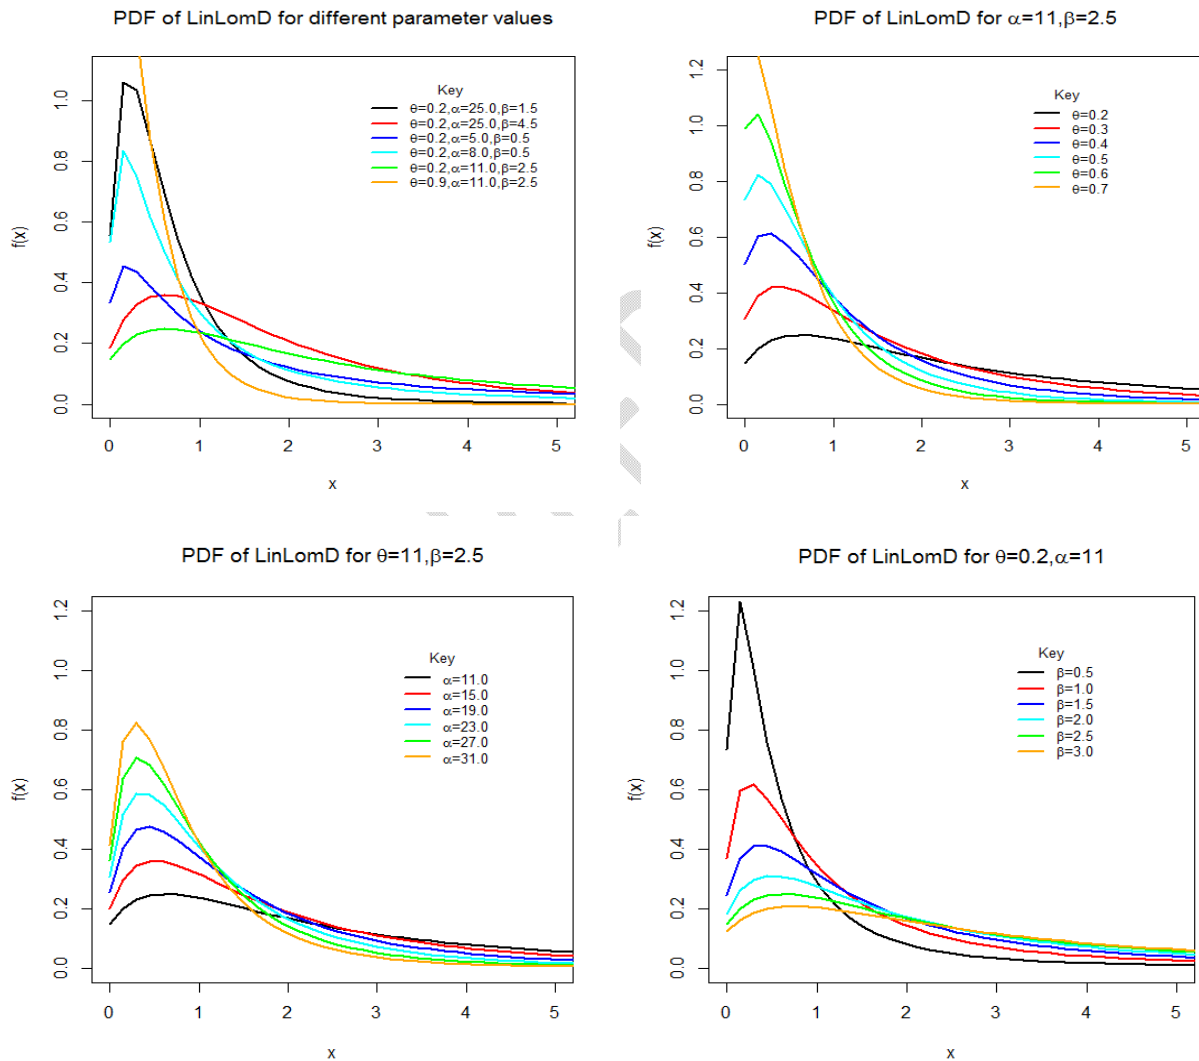 PDF of LinLomD for different parameter values
Key
θ=0.2,α=25.0,β=1.5
θ=0.2,α=25.0,β=4.5
θ=0.2,α=5.0,β=0.5
θ=0.2,α=8.0,β=0.5
θ=0.2,α=11.0,β=2.5
θ=0.9,α=11.0,β=2.5
f(x)
0.0 0.2 0.4 0.6 0.8 1.0
0 1 2 3 4 5
x
PDF of LinLomD for α=11,β=2.5
Key
θ=0.2
θ=0.3
θ=0.4
θ=0.5
θ=0.6
θ=0.7
f(x)
0.0 0.2 0.4 0.6 0.8 1.0 1.2
0 1 2 3 4 5
x
PDF of LinLomD for θ=11,β=2.5
Key
α=11.0
α=15.0
α=19.0
α=23.0
α=27.0
α=31.0
f(x)
0.0 0.2 0.4 0.6 0.8 1.0 1.2
0 1 2 3 4 5
x
PDF of LinLomD for θ=0.2,α=11
Key
β=0.5
β=1.0
β=1.5
β=2.0
β=2.5
β=3.0
f(x)
0.0 0.2 0.4 0.6 0.8 1.0 1.2
0 1 2 3 4 5
x